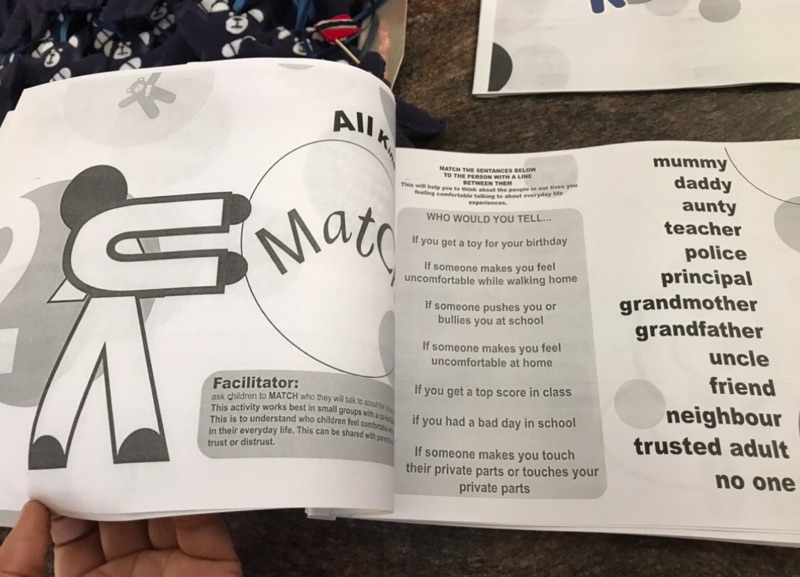 All
Matc
Facilitator:
ask children to MATCH who they will talk to about the
This activity works best in small groups with a
This is to understand who children feel comfortable
in their everyday life. This can be shared with
trust or distrust.
MATCH THE SENTANCES BELOW
TO THE PERSON WITH A LINE
BETWEEN THEM
This will help you to think about the people in our lives you
feeling comfortable talking to about everyday life
experiences.
WHO WOULD YOU TELL...
If you get a toy for your birthday
If someone makes you feel
uncomfortable while walking home
If someone pushes you or
bullies you at school
If someone makes you feel
uncomfortable at home
If you get a top score in class
if you had a bad day in school
If someone makes you touch
their private parts or touches your
private parts
mummy
daddy
aunty
teacher
police
principal
grandmother
grandfather
uncle
friend
neighbour
trusted adult
no one